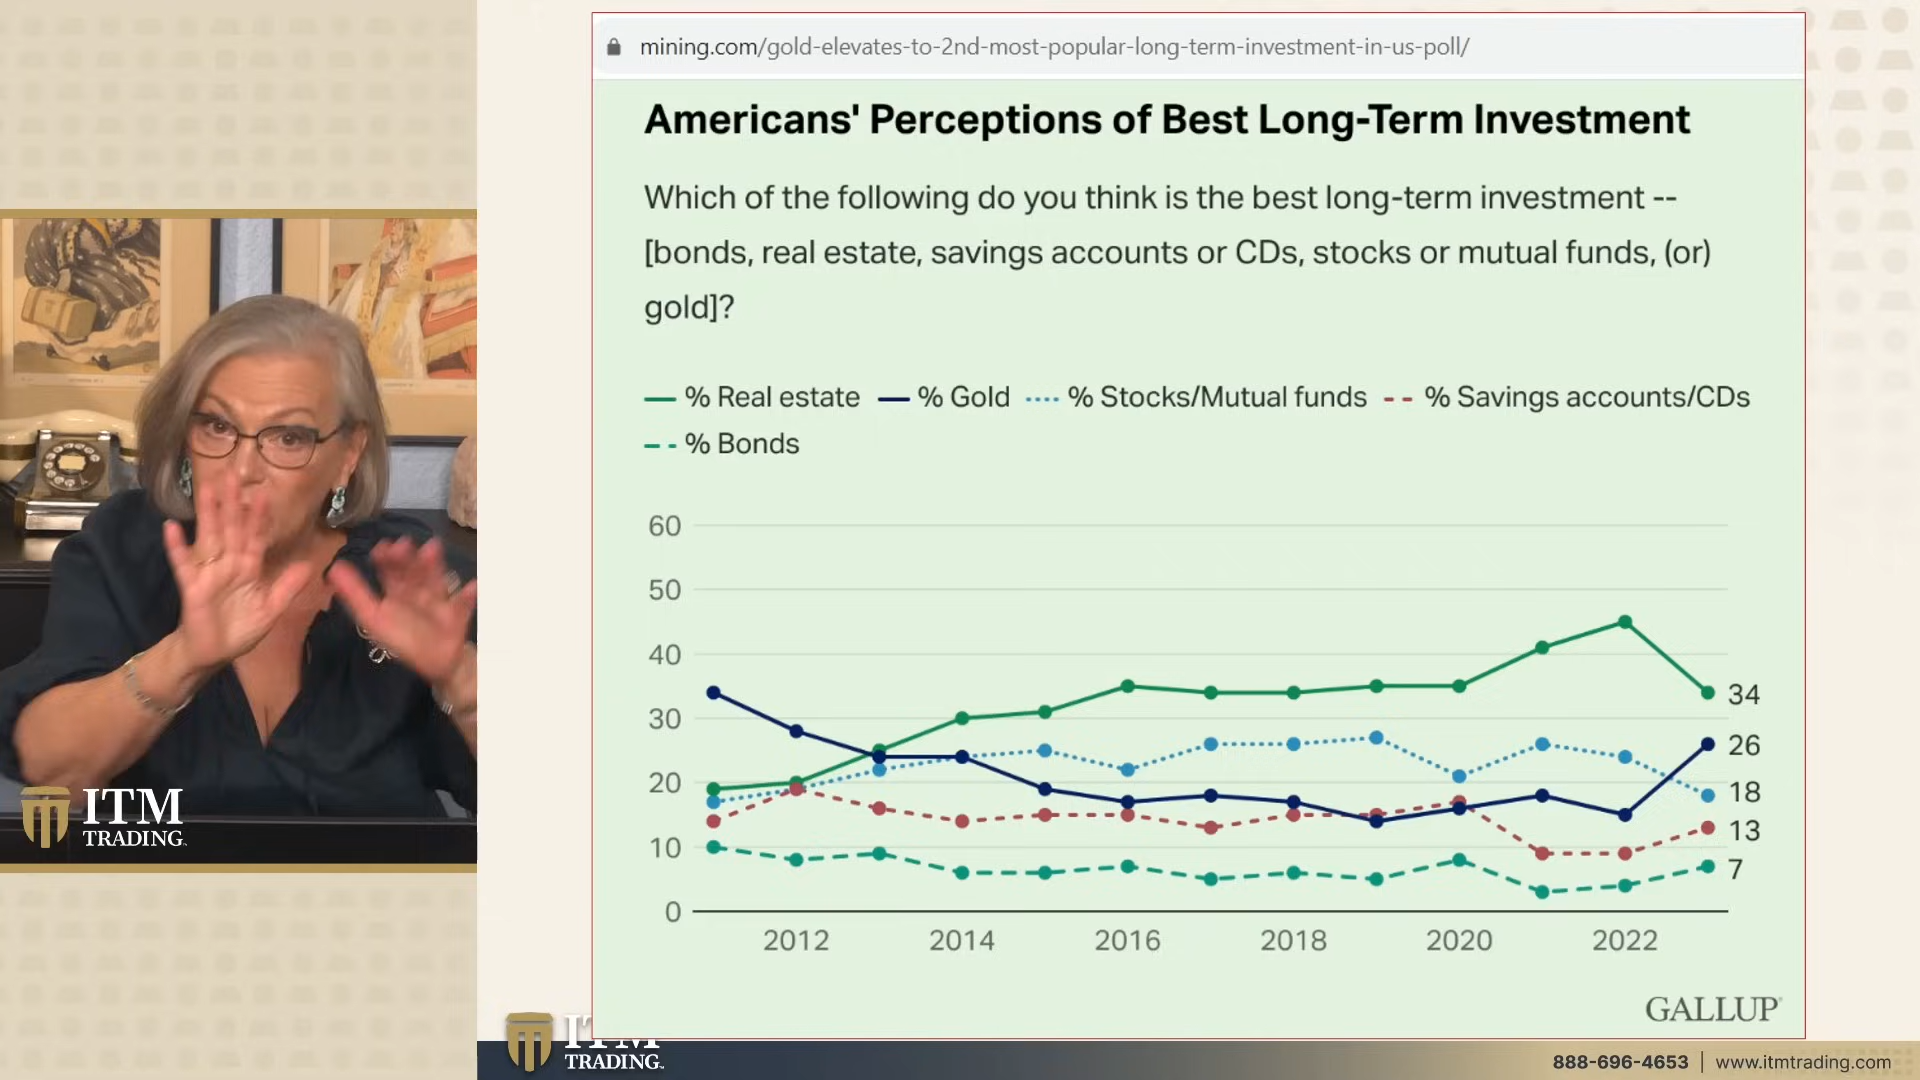 mining.com/gold-elevates-to-2nd-most-popular-long-term-investment-in-us-poll/
Americans' Perceptions of Best Long-Term Investment
Which of the following do you think is the best long-term investment --
[bonds, real estate, savings accounts or CDs, stocks or mutual funds, (or)
gold]?
% Real estate % Gold % Stocks/Mutual funds % Savings accounts/CDs
% Bonds
60
50
40
30
20
10
0
34
26
18
13
7
2012 2014 2016 2018 2020 2022
GALLUP
ITM
TRADING
ITM
TRADING
888-696-4653 | www.itmtrading.com